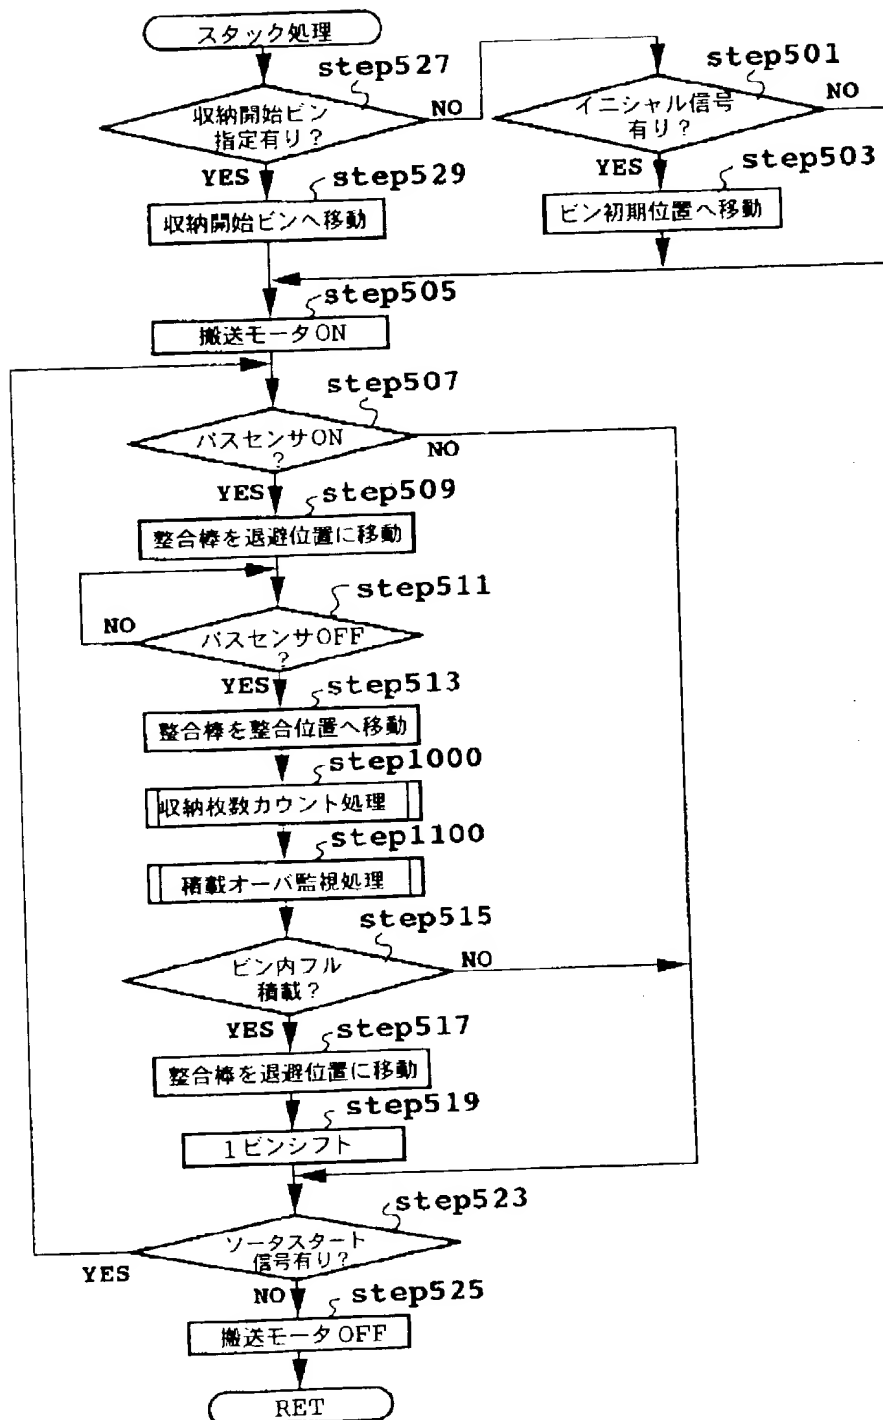 スタック処理
step527
収納開始ビン
指定有り？
NO
YES
step501
イニシャル信号
有り？
NO
YES
step529
収納開始ビンへ移動
step503
ビン初期位置へ移動
step505
搬送モータON
step507
パスセンサON
？
NO
YES
step509
整合棒を退避位置に移動
step511
パスセンサOFF
？
NO
YES
step513
整合棒を整合位置へ移動
step1000
収納枚数カウント処理
step1100
積載オーバ監視処理
step515
ビン内フル
積載？
NO
YES
step517
整合棒を退避位置に移動
step519
1ビンシフト
step523
ソータスタート
信号有り？
YES
NO
step525
搬送モータOFF
RET